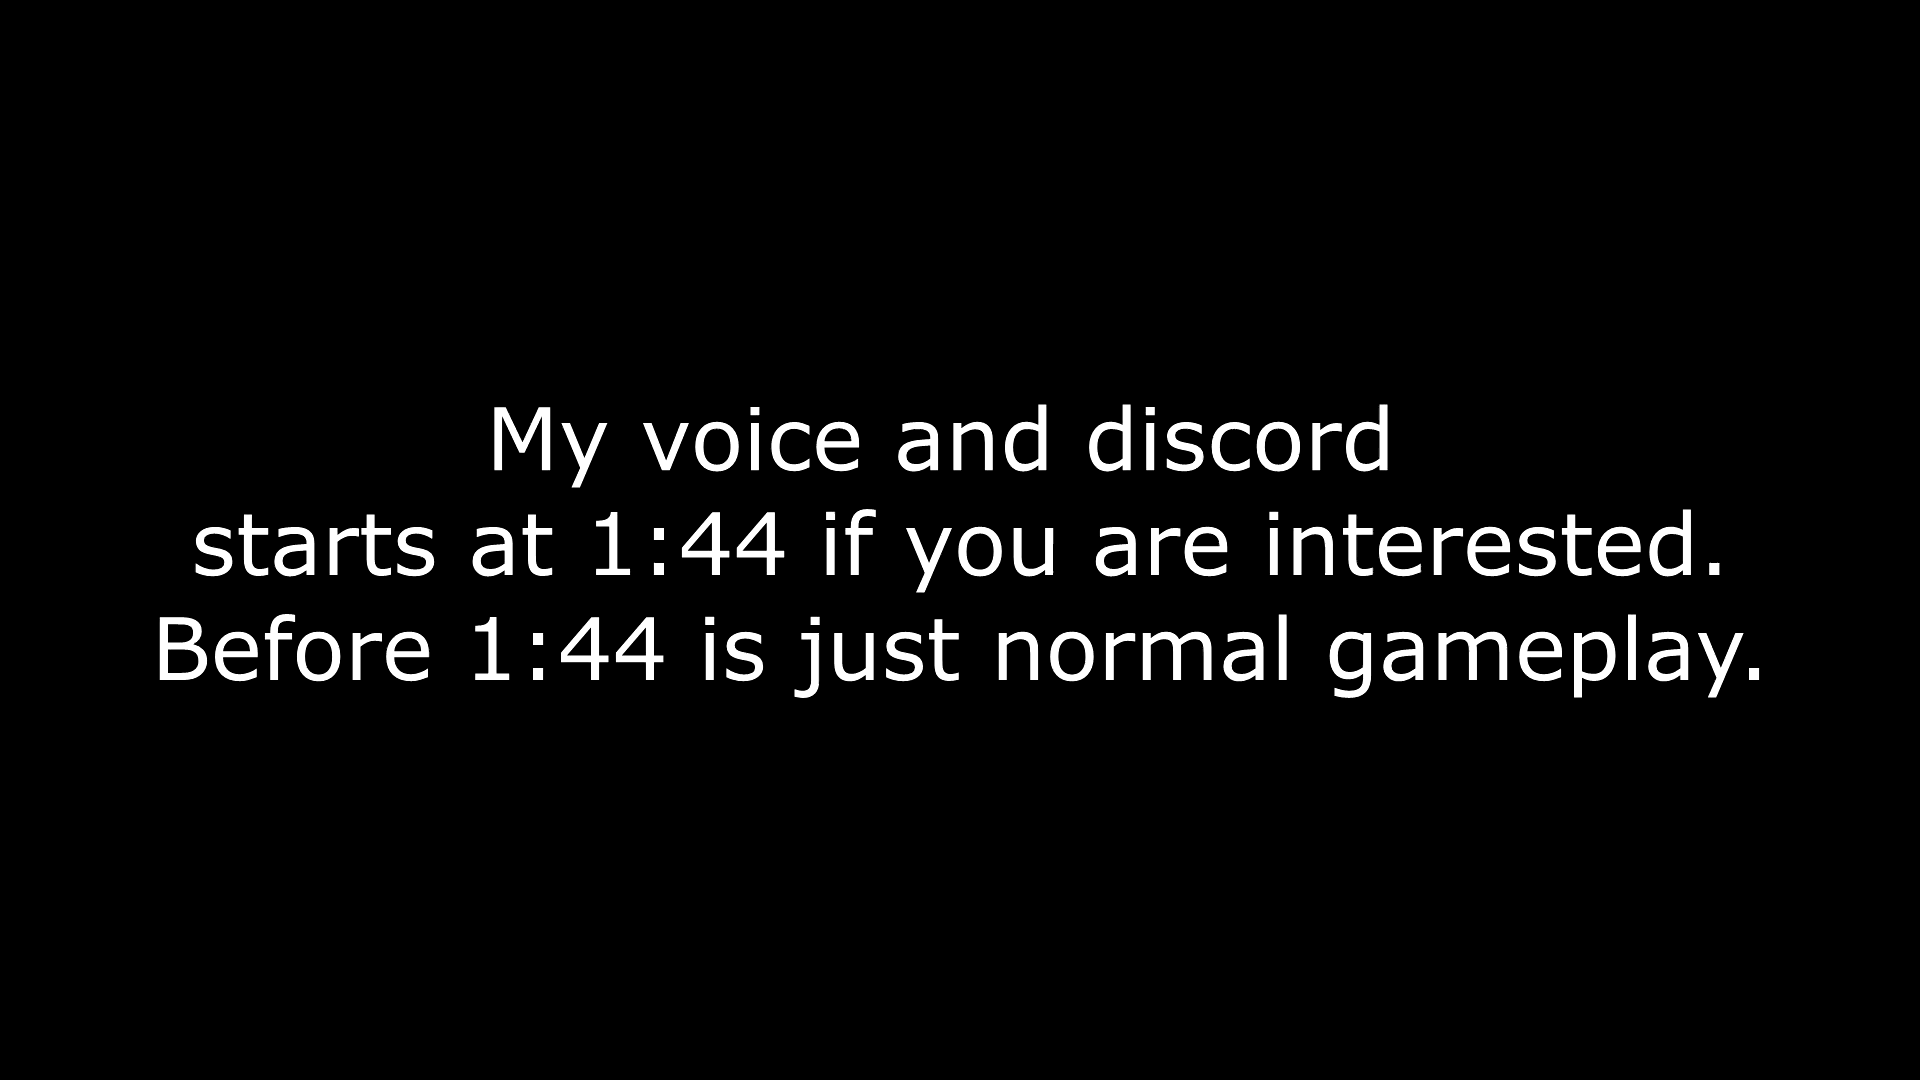 My voice and discord
starts at 1:44 if you are interested.
Before 1:44 is just normal gameplay.